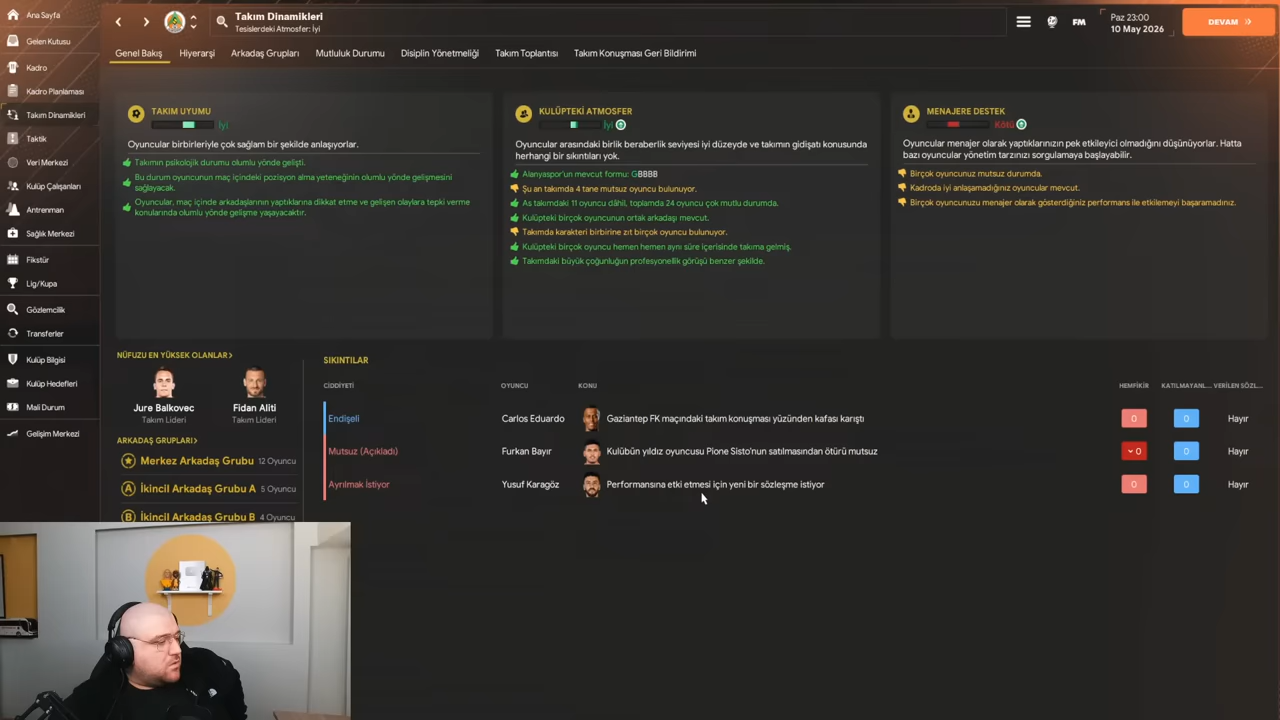 Ana Sayfa
Gelen Kutusu
Kadro
Kadro Planlaması
Takım Dinamikleri
Taktik
Veri Merkezi
Kulüp Çalışanları
Antrenman
Sağlık Merkezi
Fikstür
Lig/Kupa
Gözlemcilik
Transferler
Kulüp Bilgisi
Kulüp Hedefleri
Mali Durum
Gelişim Merkezi
Takım Dinamikleri
Tesislerdeki Atmosfer: İyi
FM
Paz 23:00
10 May 2026
DEVAM
Genel Bakış
Hiyerarşi
Arkadaş Grupları
Mutluluk Durumu
Disiplin Yönetmeliği
Takım Toplantısı
Takım Konuşması Geri Bildirimi
TAKIM UYUMU
İyi
Oyuncular birbirleriyle çok sağlam bir şekilde anlaşıyorlar.
Takımın psikolojik durumu olumlu yönde gelişti.
Bu durum oyuncunun maç içindeki pozisyon alma yeteneğinin olumlu yönde gelişmesini
sağlayacak.
Oyuncular, maç içinde arkadaşlarının yaptıklarına dikkat etme ve gelişen olaylara tepki verme
konularında olumlu yönde gelişme yaşayacaktır.
KULÜPTEKİ ATMOSFER
İyi
Oyuncular arasındaki birlik beraberlik seviyesi iyi düzeyde ve takımın gidişatı konusunda
herhangi bir sıkıntıları yok.
Alanyaspor'un mevcut formu: GBBBB
Şu an takımda 4 tane mutsuz oyuncu bulunuyor.
As takımdaki 11 oyuncu dâhil, toplamda 24 oyuncu çok mutlu durumda.
Kulüpteki birçok oyuncunun ortak arkadaşı mevcut.
Takımda karakteri birbirine zıt birçok oyuncu bulunuyor.
Kulüpteki birçok oyuncu hemen hemen aynı süre içerisinde takıma gelmiş.
Takımdaki büyük çoğunluğun profesyonellik görüşü benzer şekilde.
MENAJERE DESTEK
Kötü
Oyuncular menajer olarak yaptıklarınızın pek etkileyici olmadığını düşünüyorlar. Hatta
bazı oyuncular yönetim tarzınızı sorgulamaya başlayabilir.
Birçok oyuncunuz mutsuz durumda.
Kadroda iyi anlaşamadığınız oyuncular mevcut.
Birçok oyuncunuzu menajer olarak gösterdiğiniz performans ile etkilemeyi başaramadınız.
NÜFUZU EN YÜKSEK OLANLAR>
Jure Balkovec
Takım Lideri
Fidan Aliti
Takım Lideri
ARKADAŞ GRUPLARI>
Merkez Arkadaş Grubu 12 Oyuncu
A İkincil Arkadaş Grubu A 5 Oyuncu
B İkincil Arkadaş Grubu B 4 Oyuncu
SIKINTILAR
CİDDİYETİ OYUNCU KONU HEMFİKİR KATILMAYANL... VERİLEN SÖZL...
Endişeli Carlos Eduardo Gaziantep FK maçındaki takım konuşması yüzünden kafası karıştı 0 0 Hayır
Mutsuz (Açıkladı) Furkan Bayır Kulübün yıldız oyuncusu Pione Sisto'nun satılmasından ötürü mutsuz 0 0 Hayır
Ayrılmak İstiyor Yusuf Karagöz Performansına etki etmesi için yeni bir sözleşme istiyor 0 0 Hayır